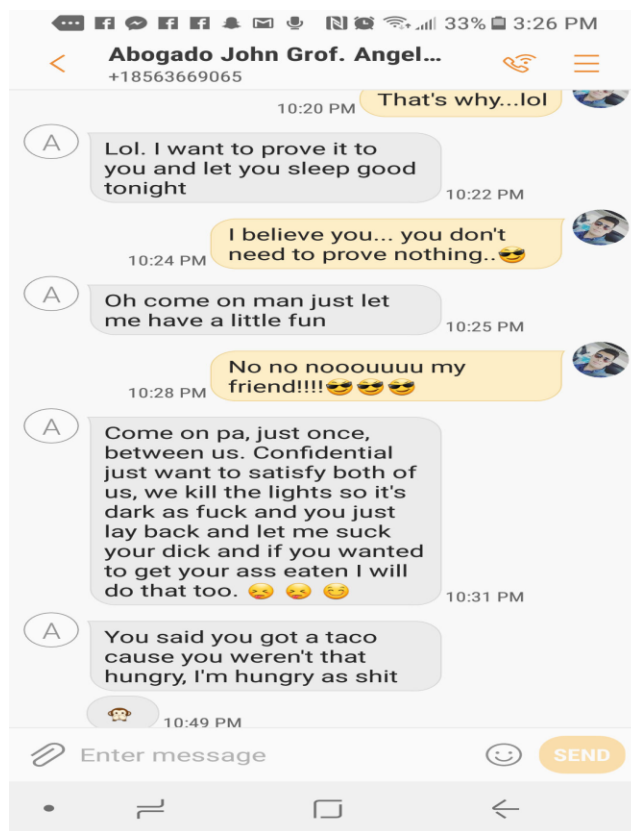 33% 3:26 PM
Abogado John Grof. Angel...
+18563669065
That's why...lol
10:20 PM
A
Lol. I want to prove it to
you and let you sleep good
tonight
10:22 PM
I believe you... you don't
need to prove nothing..😎
10:24 PM
A
Oh come on man just let
me have a little fun
10:25 PM
No no nooouuuu my
friend!!!!😎😎😎
10:28 PM
A
Come on pa, just once,
between us. Confidential
just want to satisfy both of
us, we kill the lights so it's
dark as fuck and you just
lay back and let me suck
your dick and if you wanted
to get your ass eaten I will
do that too. 😝 😝 😊
10:31 PM
A
You said you got a taco
cause you weren't that
hungry, I'm hungry as shit
🙊
10:49 PM
Enter message
SEND